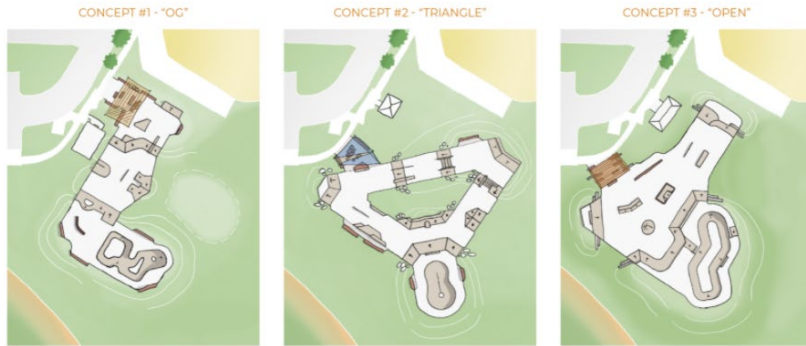 CONCEPT #1 - "OG"
CONCEPT #2 - "TRIANGLE"
CONCEPT #3 - "OPEN"